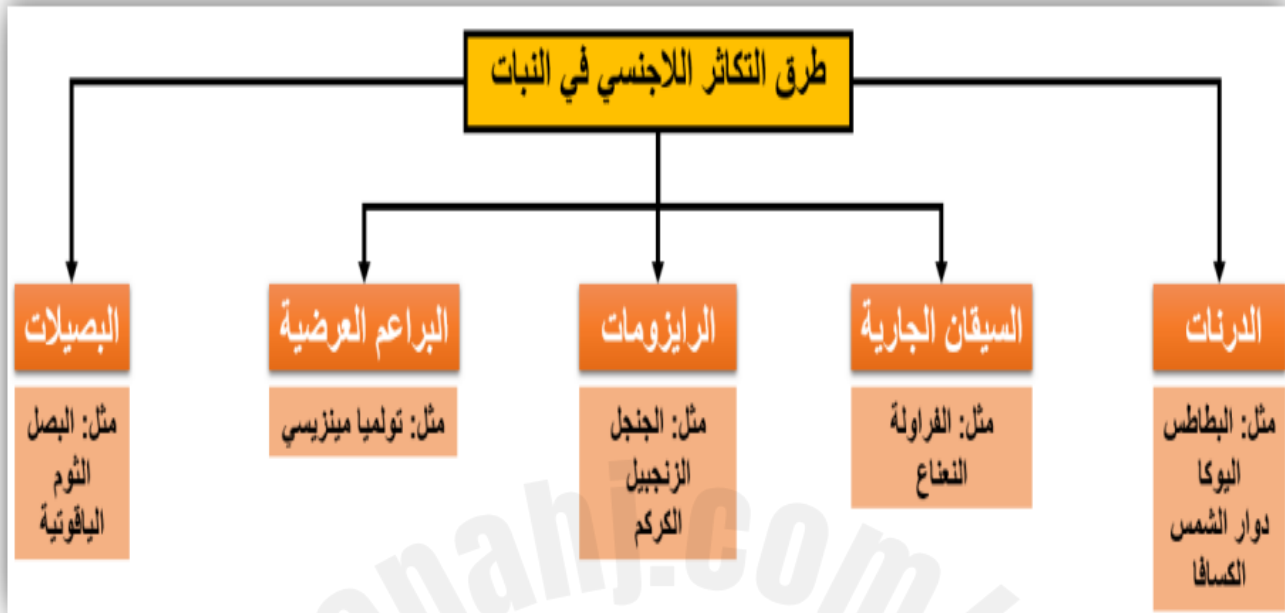 طرق التكاثر اللاجنسي في النبات
الدرنات
مثل: البطاطس
اليوكا
دوار الشمس
الكسافا
السيقان الجارية
مثل: الفراولة
النعناع
الرايزومات
مثل: الجنجل
الزنجبيل
الكركم
البراعم العرضية
مثل: تولميا مينزيسي
البصيلات
مثل: البصل
الثوم
الياقوتية